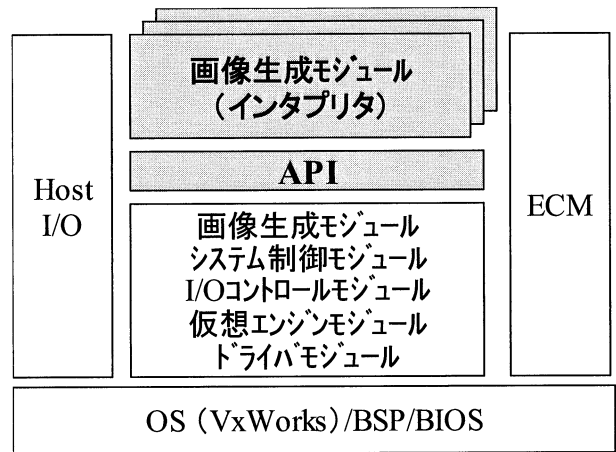 画像生成モジュール
（インタプリタ）
API
Host
I/O
ECM
画像生成モジュール
システム制御モジュール
I/Oコントロールモジュール
仮想エンジンモジュール
ドライバモジュール
OS（VxWorks）/BSP/BIOS